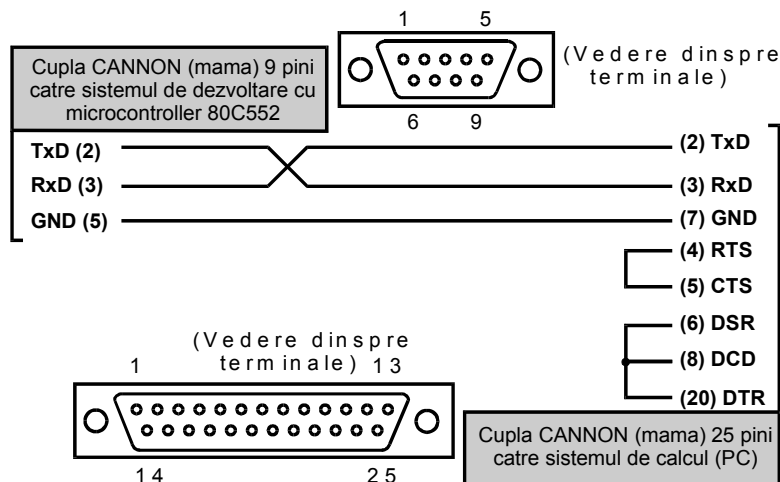 1 5
(Vedere dinspre
terminale)
Cupla CANNON (mama) 9 pini
catre sistemul de dezvoltare cu
microcontroller 80C552
6 9
TxD (2) (2) TxD
RxD (3) (3) RxD
GND (5) (7) GND
(4) RTS
(5) CTS
(6) DSR
(8) DCD
(20) DTR
(Vedere dinspre
terminale)
1 13
14 25
Cupla CANNON (mama) 25 pini
catre sistemul de calcul (PC)